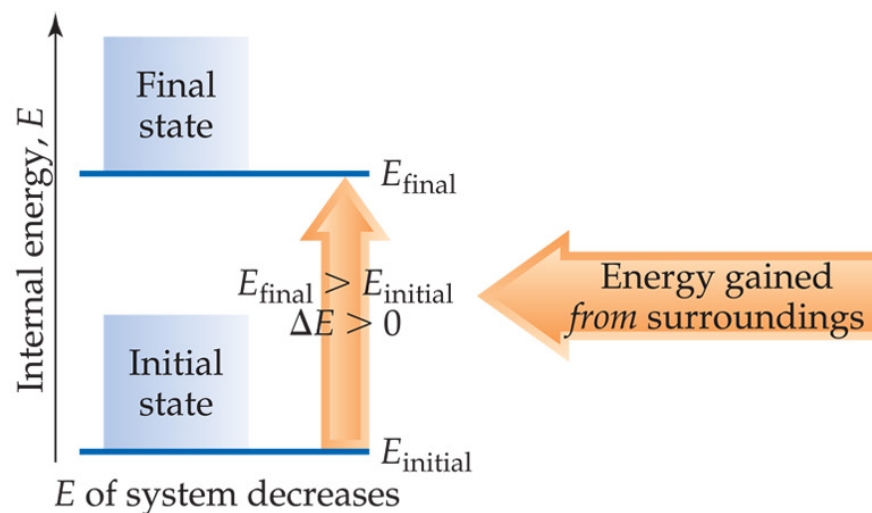 Internal energy, E
Final
state
E_final
E_final > E_initial
ΔE > 0
Initial
state
E_initial
E of system decreases
Energy gained
from surroundings